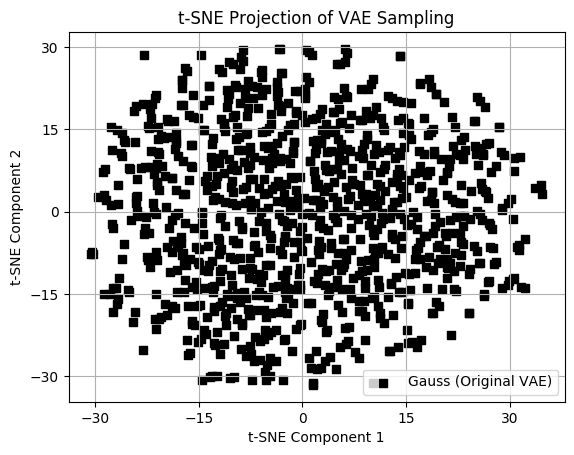 t-SNE Projection of VAE Sampling
t-SNE Component 2
30
15
0
−15
−30
Gauss (Original VAE)
−30 −15 0 15 30
t-SNE Component 1